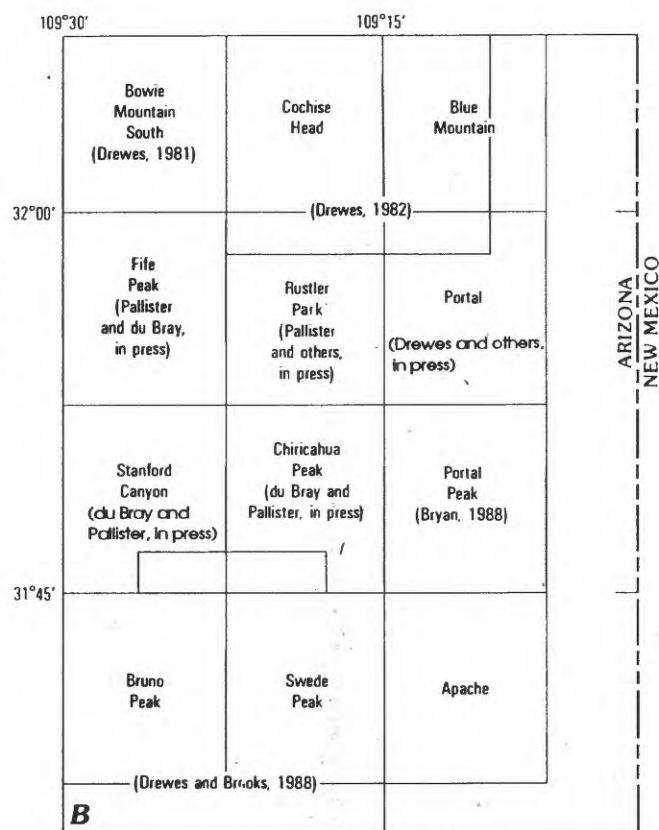 109°30'
109°15'
Bowie
Mountain
South
(Drewes, 1981)
Cochise
Head
Blue
Mountain
32°00'
(Drewes, 1982)
Fife
Peak
(Pallister
and du Bray,
in press)
Rustler
Park
(Pallister
and others,
in press)
Portal
(Drewes and others,
in press)
ARIZONA
NEW MEXICO
Stanford
Canyon
(du Bray and
Pallister, in press)
Chiricahua
Peak
(du Bray and
Pallister, in press)
Portal
Peak
(Bryan, 1988)
31°45'
Bruno
Peak
Swede
Peak
Apache
(Drewes and Brooks, 1988)
B